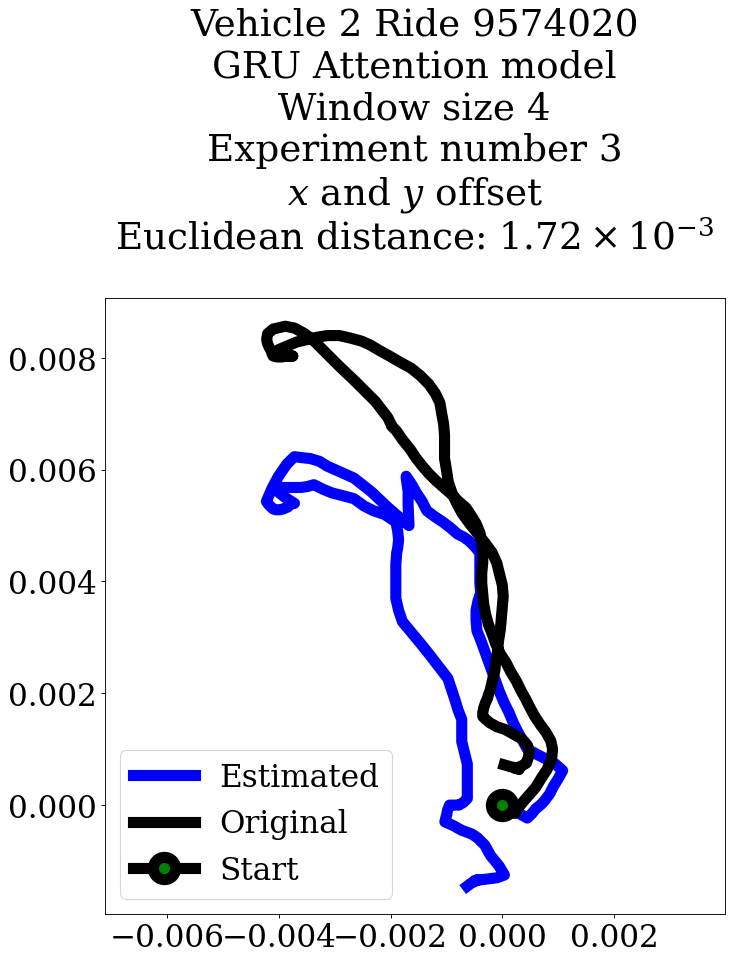 Vehicle 2 Ride 9574020
GRU Attention model
Window size 4
Experiment number 3
x and y offset
Euclidean distance: 1.72 × 10⁻³
0.008
0.006
0.004
0.002
0.000
Estimated
Original
Start
−0.006 −0.004 −0.002 0.000 0.002